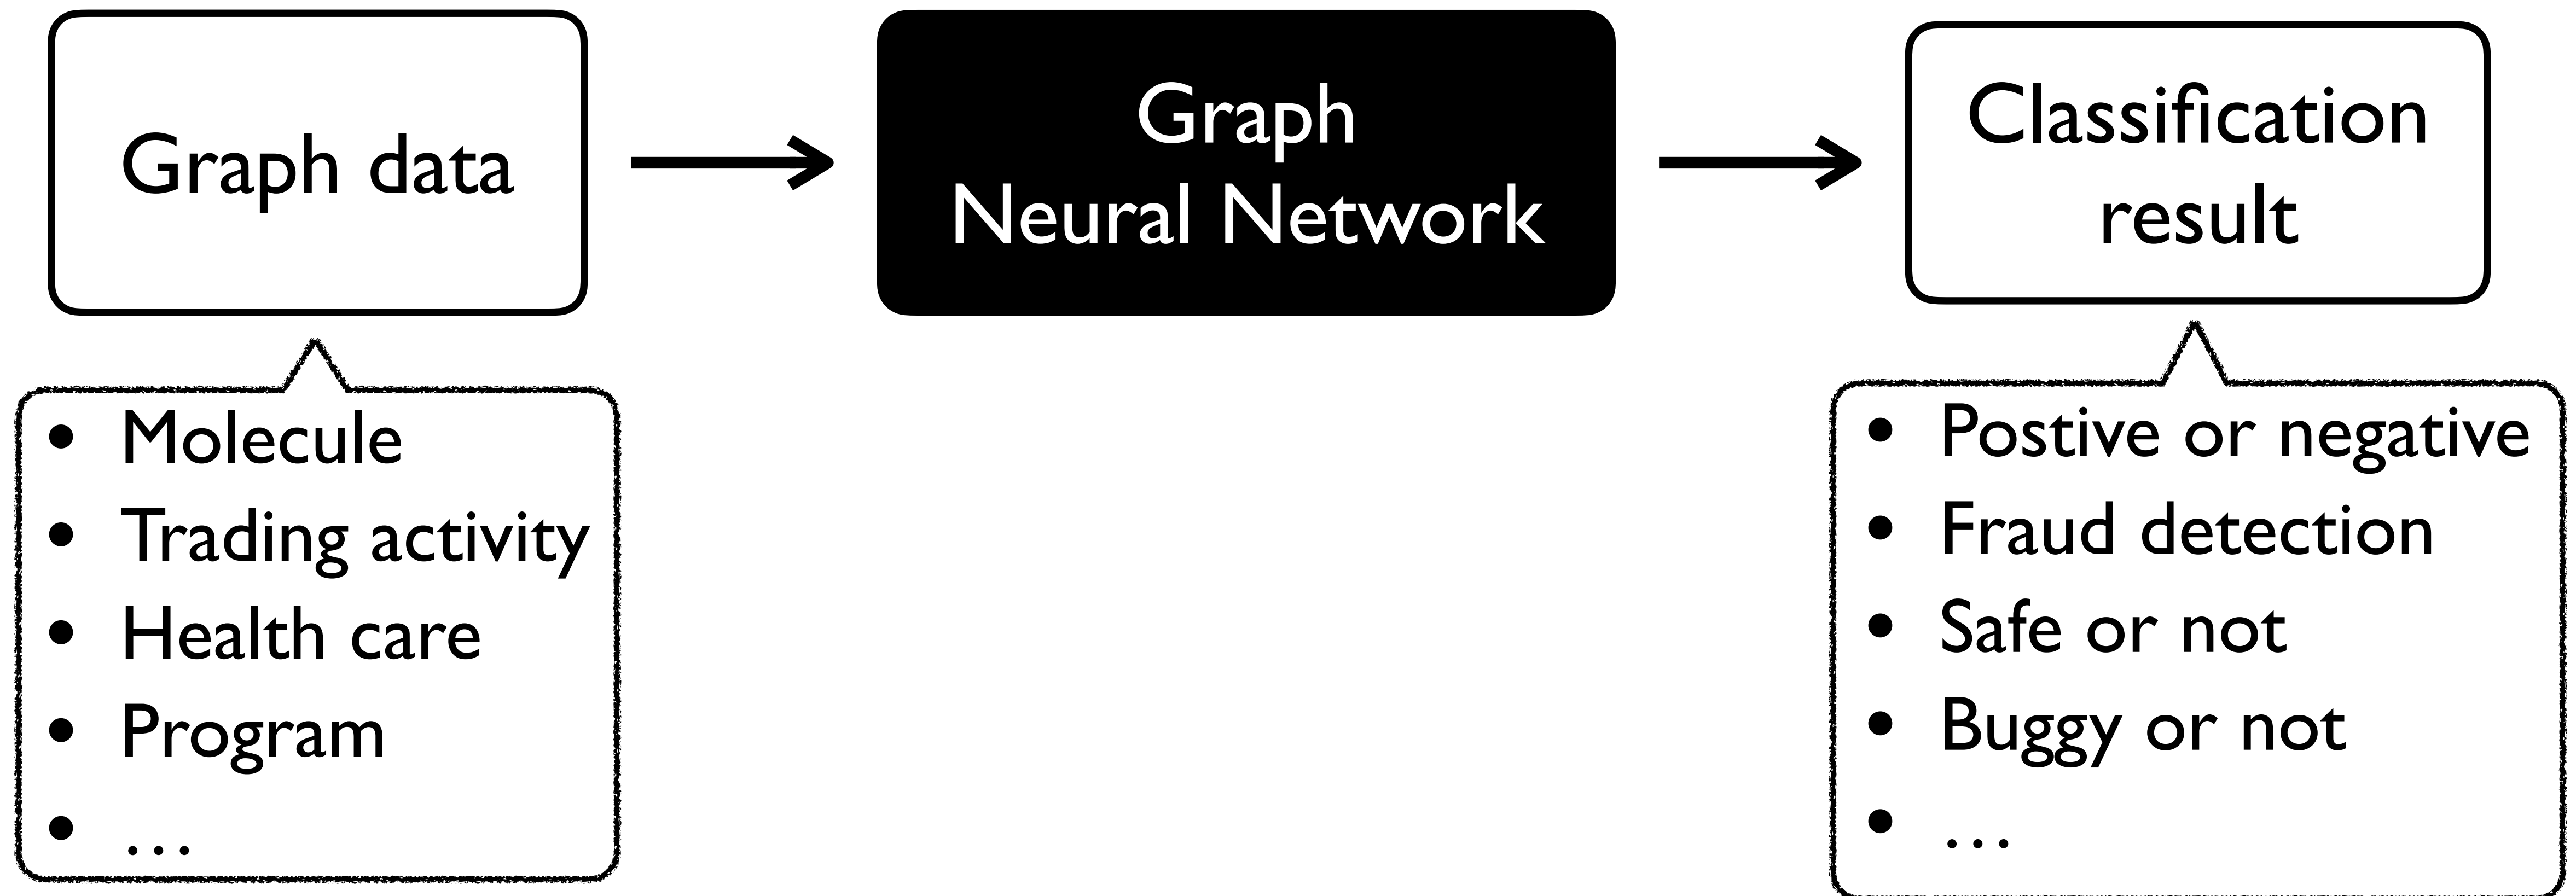 Graph data
Graph
Neural Network
Classification
result
• Molecule
• Trading activity
• Health care
• Program
• ...
• Postive or negative
• Fraud detection
• Safe or not
• Buggy or not
• ...